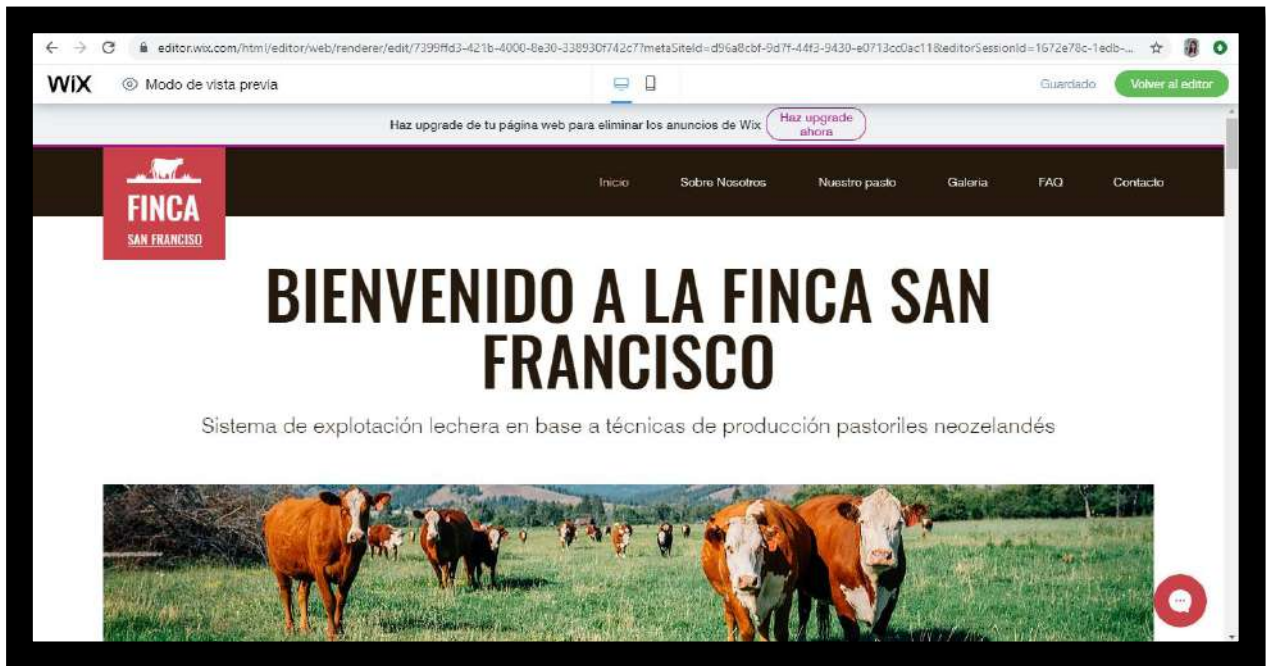 editor.wix.com/html/editor/web/renderer/edit/7399ffd3-421b-4000-8e30-338930f742c7?metaSiteId=d96a8cbf-9d7f-44f3-9430-e0713cc0ac11&editorSessionId=1672e78c-1edb-...
WiX Modo de vista previa Guardado Volver al editor
Haz upgrade de tu página web para eliminar los anuncios de Wix Haz upgrade
ahora
Inicio Sobre Nosotros Nuestro pasto Galeria FAQ Contacto
FINCA
SAN FRANCISO
BIENVENIDO A LA FINCA SAN
FRANCISCO
Sistema de explotación lechera en base a técnicas de producción pastoriles neozelandés